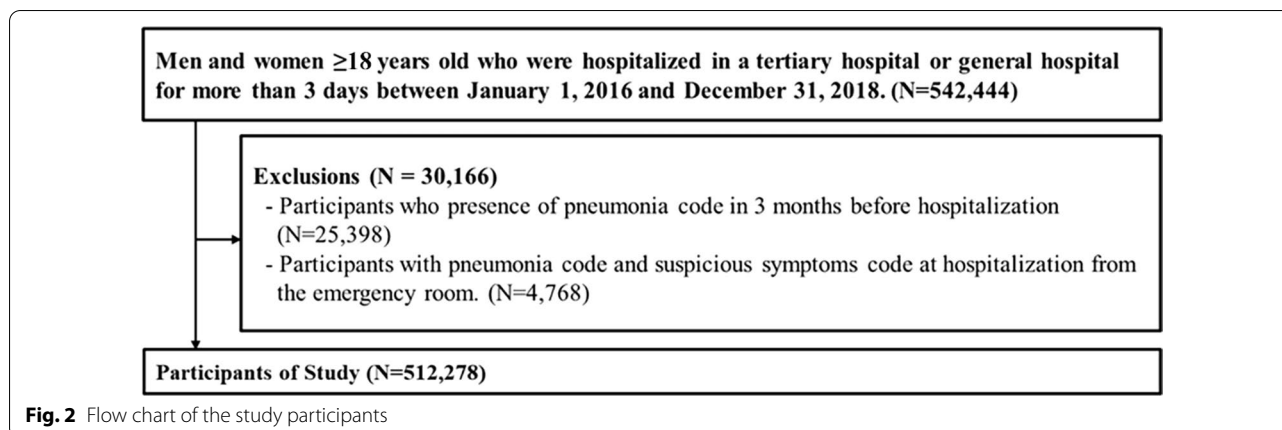 Men and women ≥18 years old who were hospitalized in a tertiary hospital or general hospital
for more than 3 days between January 1, 2016 and December 31, 2018. (N=542,444)
Exclusions (N = 30,166)
- Participants who presence of pneumonia code in 3 months before hospitalization
(N=25,398)
- Participants with pneumonia code and suspicious symptoms code at hospitalization from
the emergency room. (N=4,768)
Participants of Study (N=512,278)
Fig. 2 Flow chart of the study participants